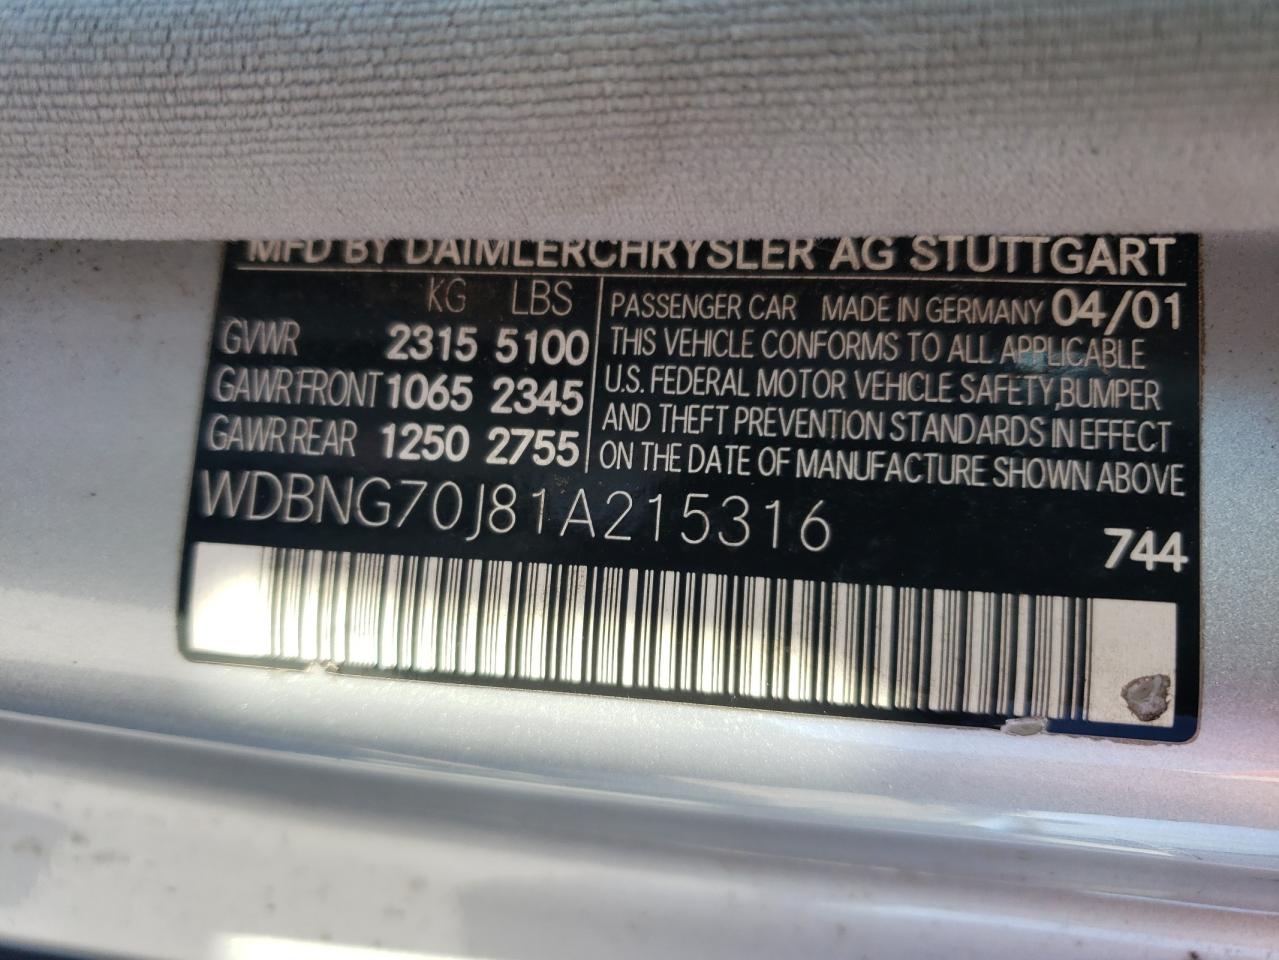 MFD BY DAIMLERCHRYSLER AG STUTTGART
KG LBS
GVWR 2315 5100
GAWR FRONT 1065 2345
GAWR REAR 1250 2755
PASSENGER CAR MADE IN GERMANY 04/01
THIS VEHICLE CONFORMS TO ALL APPLICABLE
U.S. FEDERAL MOTOR VEHICLE SAFETY,BUMPER
AND THEFT PREVENTION STANDARDS IN EFFECT
ON THE DATE OF MANUFACTURE SHOWN ABOVE
WDBNG70J81A215316
744